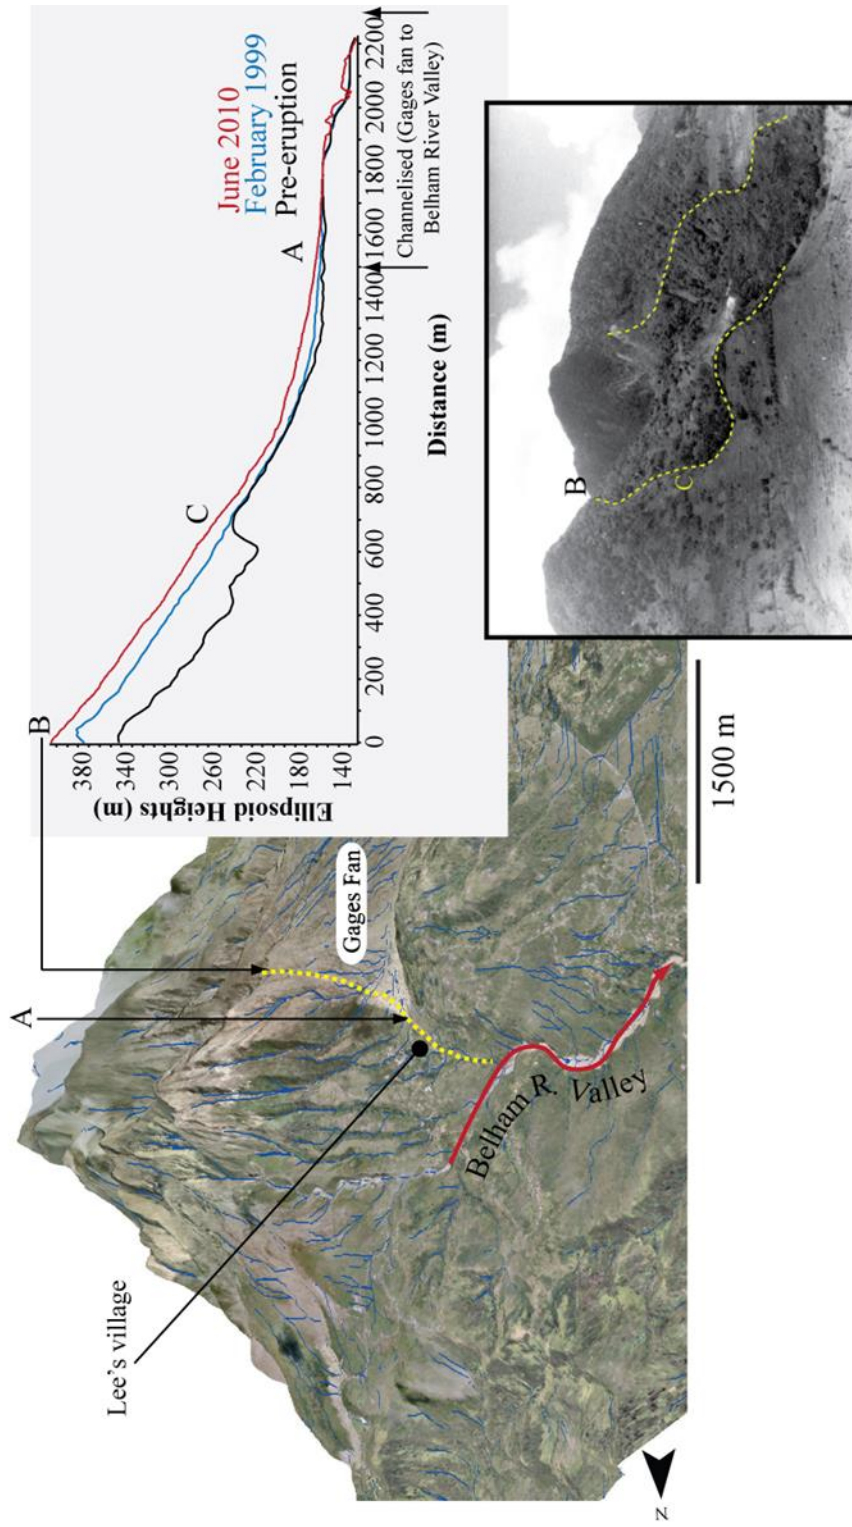 Lee's village
A
B
Gages Fan
Belham R. Valley
N
1500 m
Ellipsoid Heights (m)
380
340
300
260
220
180
140
0
200
400
600
800
1000
1200
1400
1600
1800
2000
2200
Distance (m)
C
A
June 2010
February 1999
Pre-eruption
Channelised (Gages fan to
Belham River Valley)
B
C